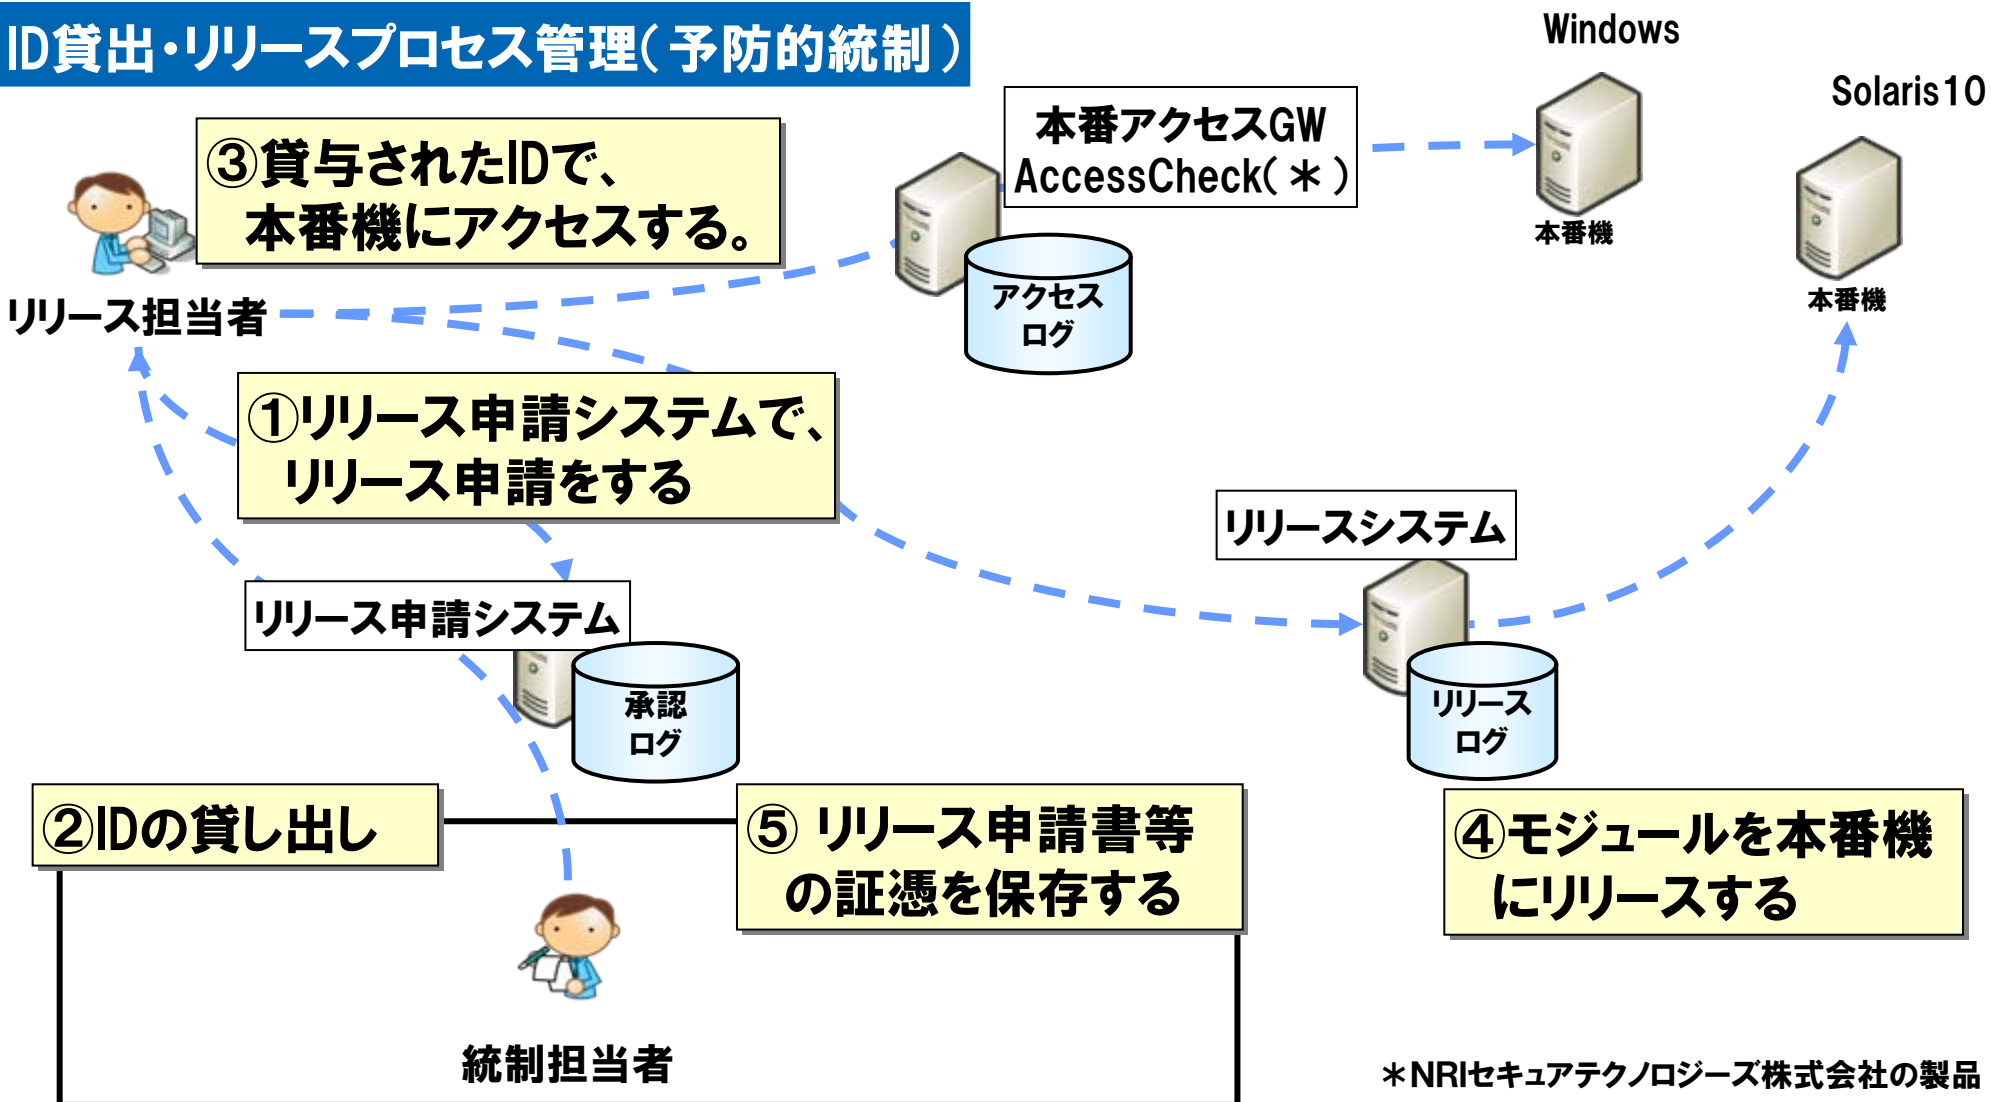 ID貸出・リリースプロセス管理(予防的統制)
Windows
Solaris10
本番アクセスGW
AccessCheck(＊)
③貸与されたIDで、
本番機にアクセスする。
本番機
本番機
アクセス
ログ
リリース担当者
①リリース申請システムで、
リリース申請をする
リリースシステム
リリース申請システム
承認
ログ
リリース
ログ
②IDの貸し出し
⑤ リリース申請書等
の証憑を保存する
④モジュールを本番機
にリリースする
統制担当者
＊NRIセキュアテクノロジーズ株式会社の製品